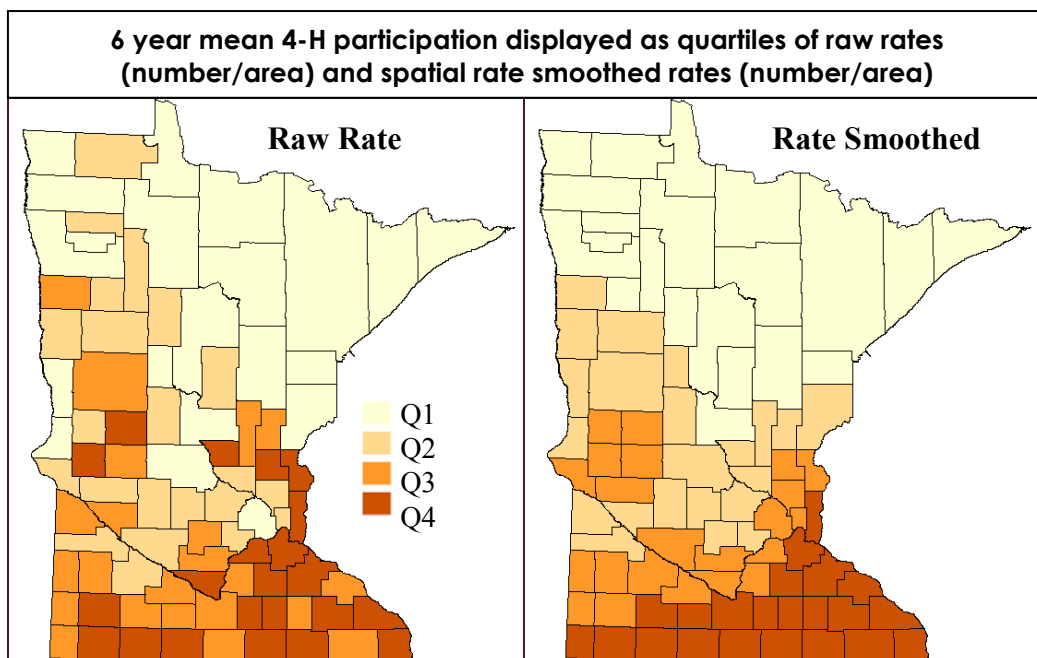 6 year mean 4-H participation displayed as quartiles of raw rates
(number/area) and spatial rate smoothed rates (number/area)
Raw Rate
Rate Smoothed
Q1
Q2
Q3
Q4